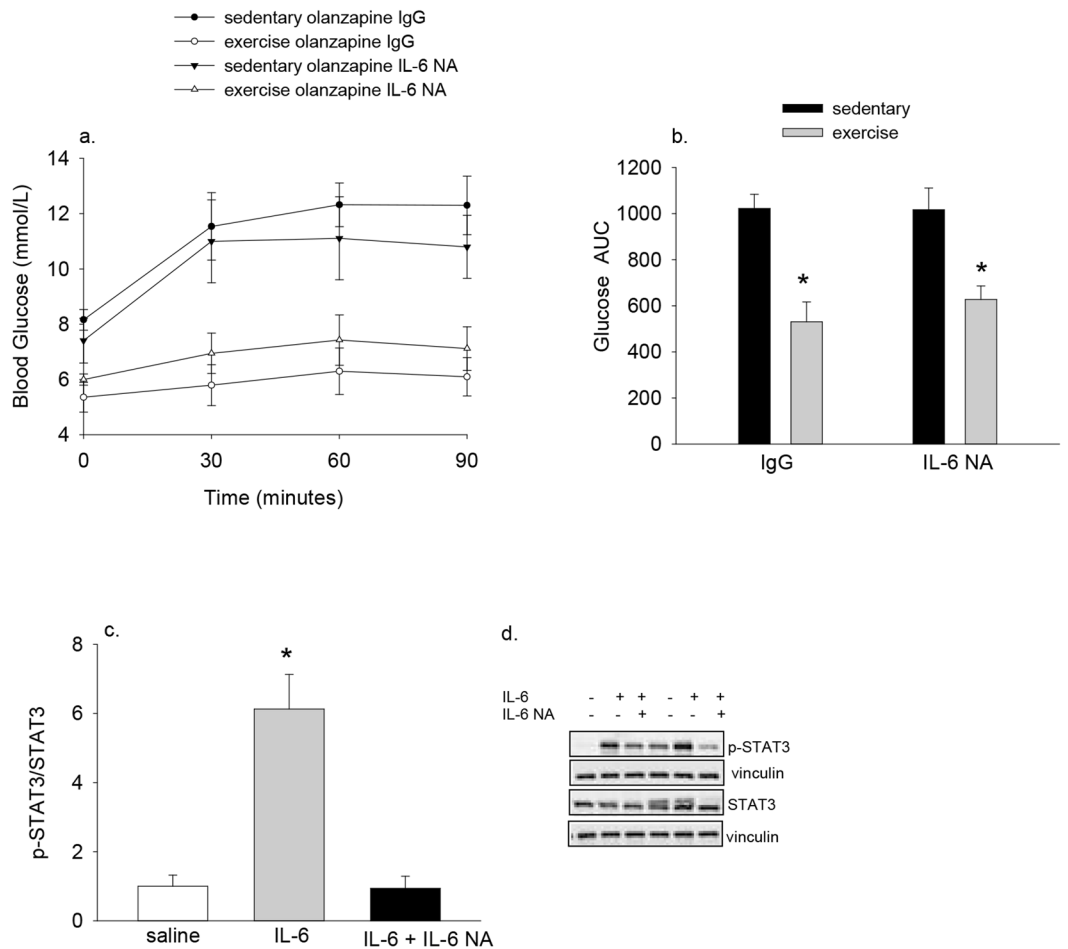 sedentary olanzapine IgG
exercise olanzapine IgG
sedentary olanzapine IL-6 NA
exercise olanzapine IL-6 NA
a.
14
12
10
8
6
4
Blood Glucose (mmol/L)
0 30 60 90
Time (minutes)
sedentary
exercise
b.
1200
1000
800
600
400
200
0
Glucose AUC
* *
IgG IL-6 NA
c.
8
6
4
2
0
p-STAT3/STAT3
*
saline IL-6 IL-6 + IL-6 NA
d.
IL-6 - + + - + +
IL-6 NA - + - +
p-STAT3
vinculin
STAT3
vinculin